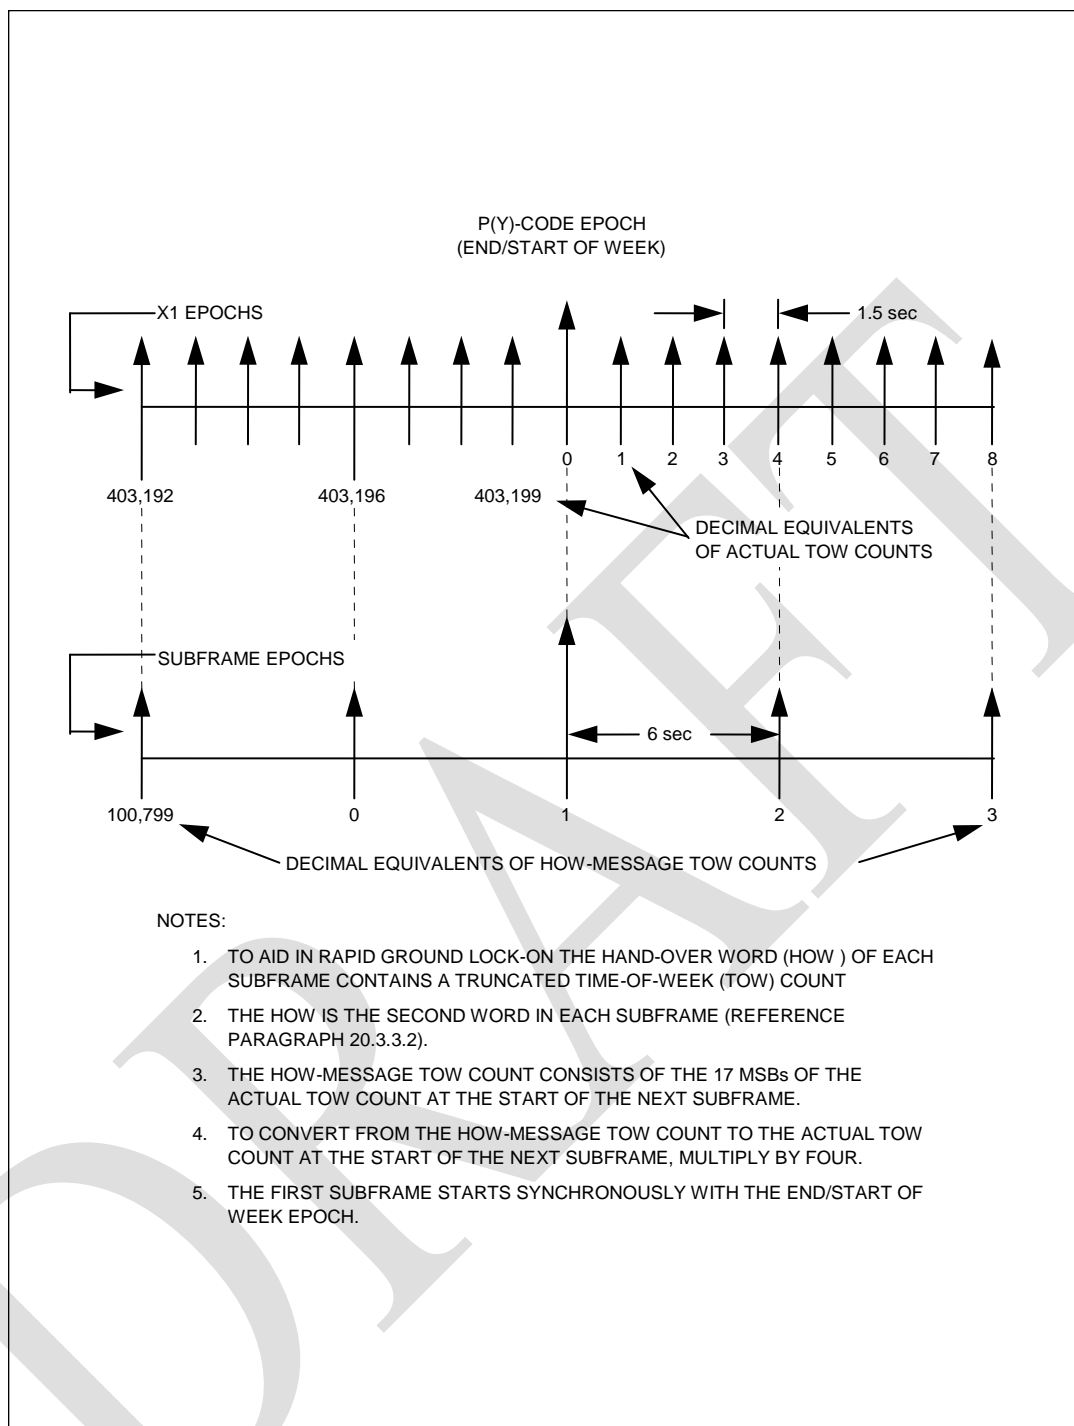 P(Y)-CODE EPOCH
(END/START OF WEEK)
X1 EPOCHS
1.5 sec
0 1 2 3 4 5 6 7 8
403,192 403,196 403,199
DECIMAL EQUIVALENTS
OF ACTUAL TOW COUNTS
SUBFRAME EPOCHS
6 sec
100,799 0 1 2 3
DECIMAL EQUIVALENTS OF HOW-MESSAGE TOW COUNTS
NOTES:
1. TO AID IN RAPID GROUND LOCK-ON THE HAND-OVER WORD (HOW ) OF EACH
SUBFRAME CONTAINS A TRUNCATED TIME-OF-WEEK (TOW) COUNT
2. THE HOW IS THE SECOND WORD IN EACH SUBFRAME (REFERENCE
PARAGRAPH 20.3.3.2).
3. THE HOW-MESSAGE TOW COUNT CONSISTS OF THE 17 MSBs OF THE
ACTUAL TOW COUNT AT THE START OF THE NEXT SUBFRAME.
4. TO CONVERT FROM THE HOW-MESSAGE TOW COUNT TO THE ACTUAL TOW
COUNT AT THE START OF THE NEXT SUBFRAME, MULTIPLY BY FOUR.
5. THE FIRST SUBFRAME STARTS SYNCHRONOUSLY WITH THE END/START OF
WEEK EPOCH.
DRAFT